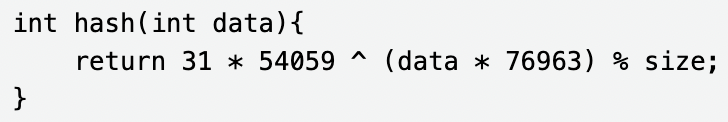 int hash(int data){
    return 31 * 54059 ^ (data * 76963) % size;
}